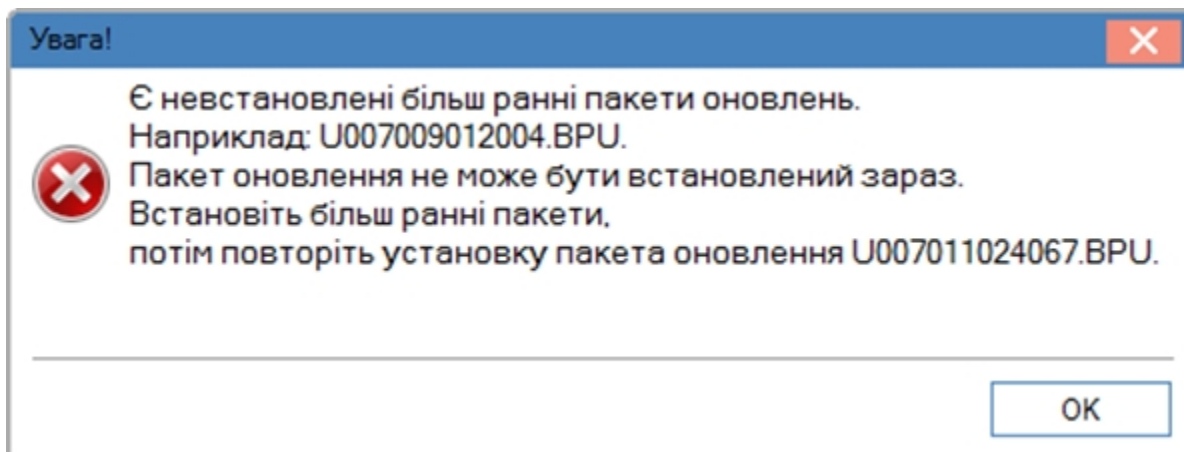 Увага!
Є невстановлені більш ранні пакети оновлень.
Наприклад: U007009012004.BPU.
Пакет оновлення не може бути встановлений зараз.
Встановіть більш ранні пакети,
потім повторіть установку пакета оновлення U007011024067.BPU.
OK